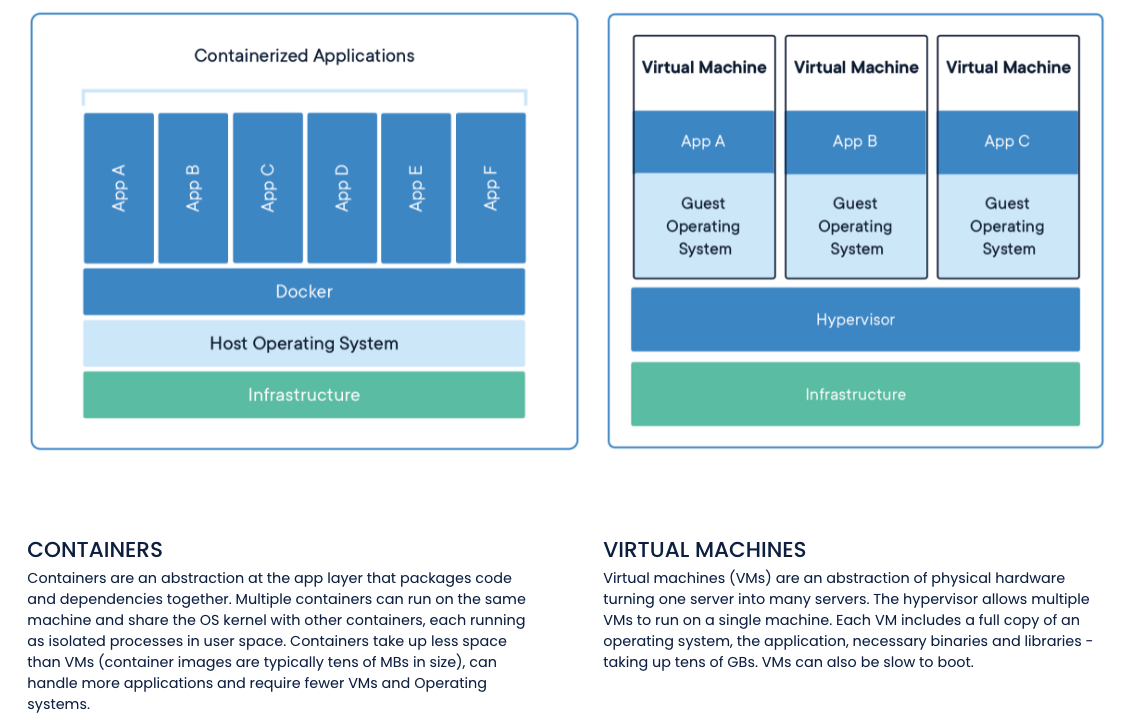 Containerized Applications
App A
App B
App C
App D
App E
App F
Docker
Host Operating System
Infrastructure
Virtual Machine
App A
Guest
Operating
System
Virtual Machine
App B
Guest
Operating
System
Virtual Machine
App C
Guest
Operating
System
Hypervisor
Infrastructure
CONTAINERS
Containers are an abstraction at the app layer that packages code
and dependencies together. Multiple containers can run on the same
machine and share the OS kernel with other containers, each running
as isolated processes in user space. Containers take up less space
than VMs (container images are typically tens of MBs in size), can
handle more applications and require fewer VMs and Operating
systems.
VIRTUAL MACHINES
Virtual machines (VMs) are an abstraction of physical hardware
turning one server into many servers. The hypervisor allows multiple
VMs to run on a single machine. Each VM includes a full copy of an
operating system, the application, necessary binaries and libraries -
taking up tens of GBs. VMs can also be slow to boot.